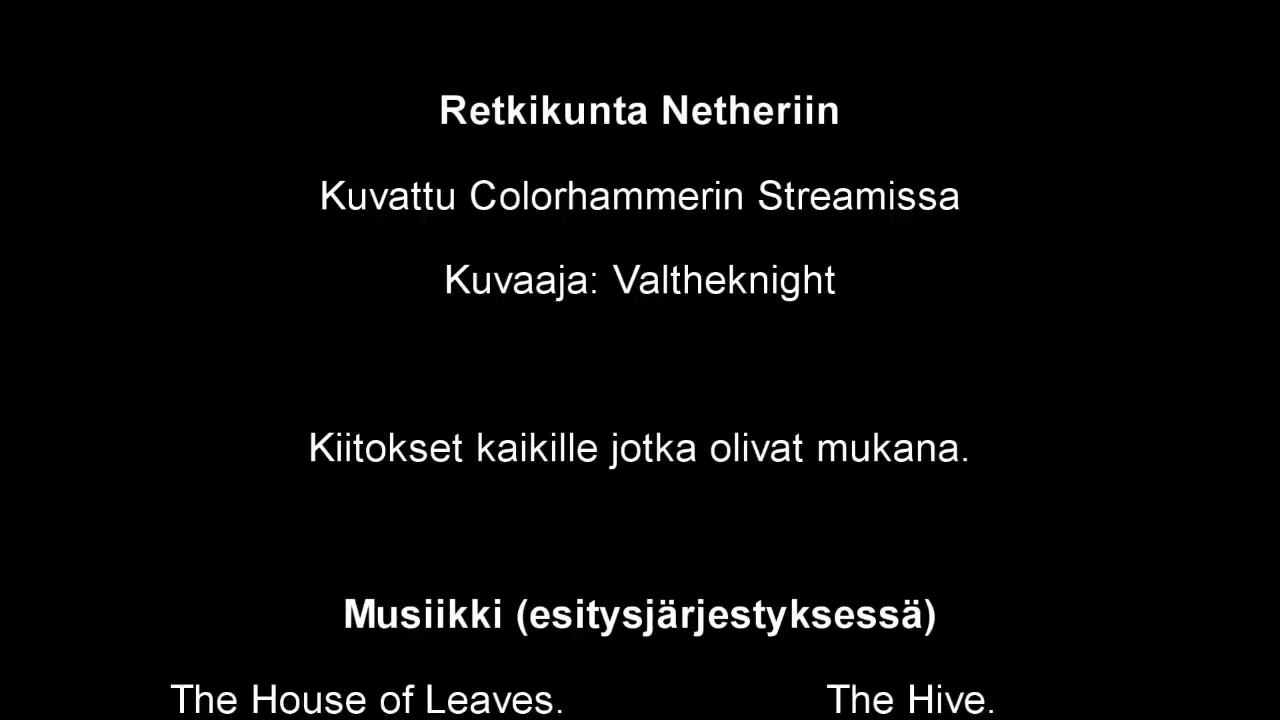 Retkikunta Netheriin
Kuvattu Colorhammerin Streamissa
Kuvaaja: Valtheknight
Kiitokset kaikille jotka olivat mukana.
Musiikki (esitysjärjestyksessä)
The House of Leaves. The Hive.